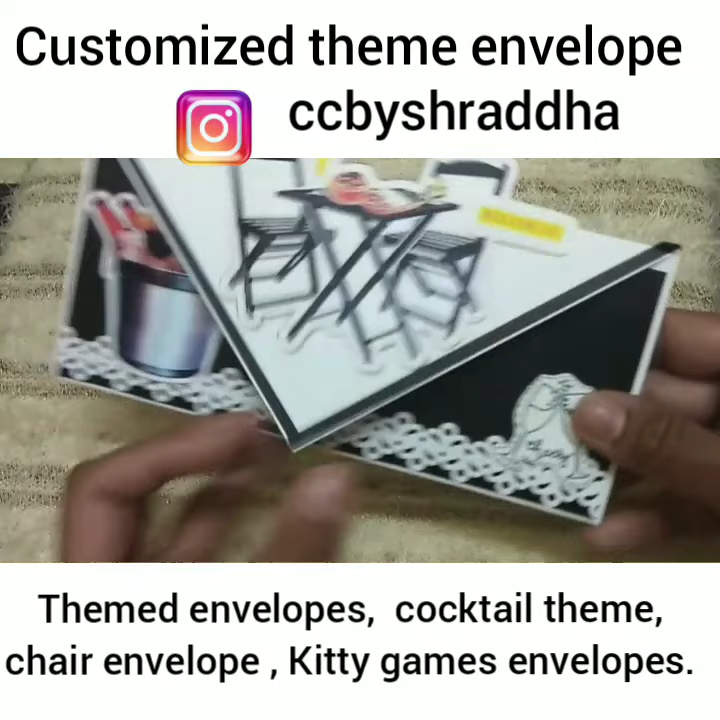 Customized theme envelope
ccbyshraddha
Themed envelopes,  cocktail theme,
chair envelope , Kitty games envelopes.